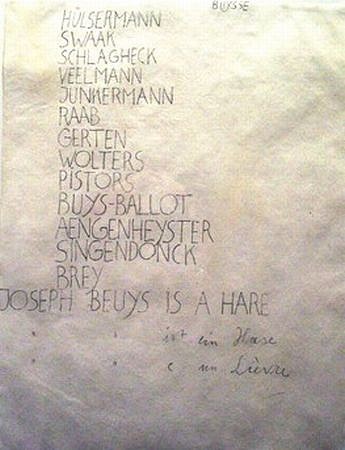 BUYSSE
HÜLSERMANN
SWAAK
SCHLAGHECK
VEELMANN
JUNKERMANN
RAAB
GERTEN
WOLTERS
PISTORS
BUYS-BALLOT
AENGENHEYSTER
SINGENDONCK
BREY
JOSEPH BEUYS IS A HARE
" " ist ein Hase
" " e un Lièvre